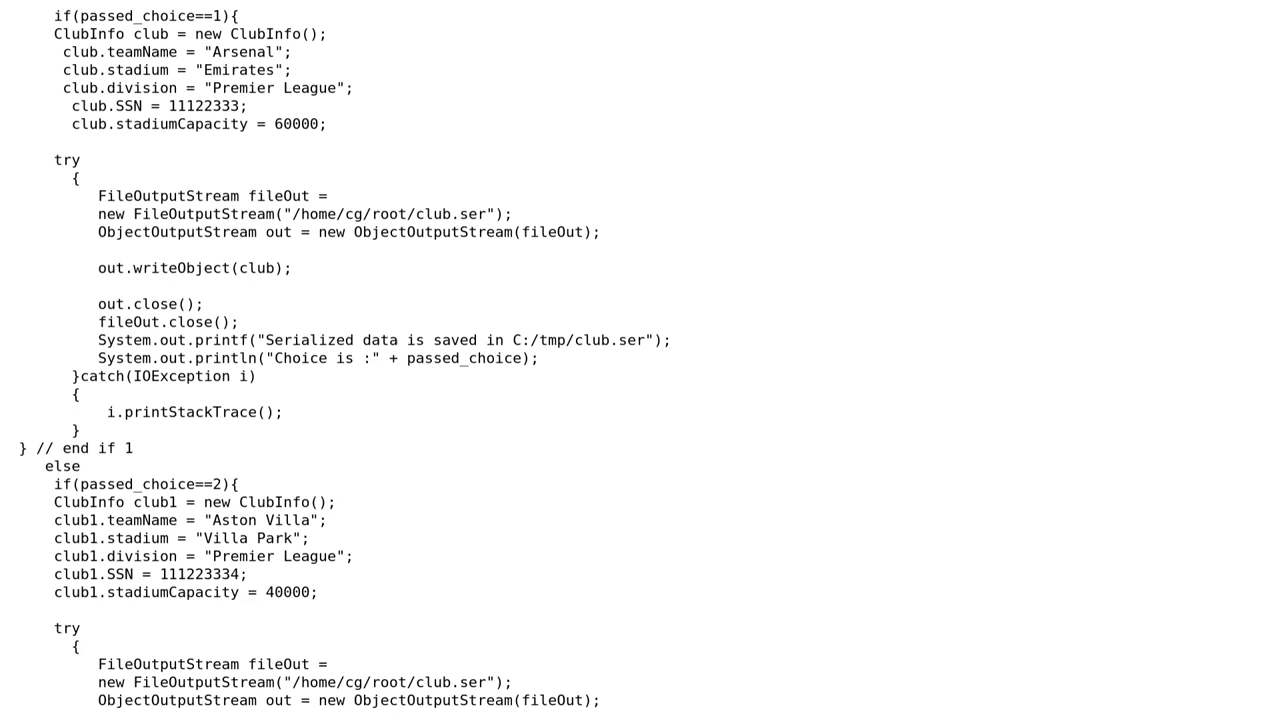 if(passed_choice==1){
ClubInfo club = new ClubInfo();
club.teamName = "Arsenal";
club.stadium = "Emirates";
club.division = "Premier League";
club.SSN = 11122333;
club.stadiumCapacity = 60000;
try
{
FileOutputStream fileOut =
new FileOutputStream("/home/cg/root/club.ser");
ObjectOutputStream out = new ObjectOutputStream(fileOut);
out.writeObject(club);
out.close();
fileOut.close();
System.out.printf("Serialized data is saved in C:/tmp/club.ser");
System.out.println("Choice is :" + passed_choice);
}catch(IOException i)
{
i.printStackTrace();
}
} // end if 1
else
if(passed_choice==2){
ClubInfo club1 = new ClubInfo();
club1.teamName = "Aston Villa";
club1.stadium = "Villa Park";
club1.division = "Premier League";
club1.SSN = 111223334;
club1.stadiumCapacity = 40000;
try
{
FileOutputStream fileOut =
new FileOutputStream("/home/cg/root/club.ser");
ObjectOutputStream out = new ObjectOutputStream(fileOut);